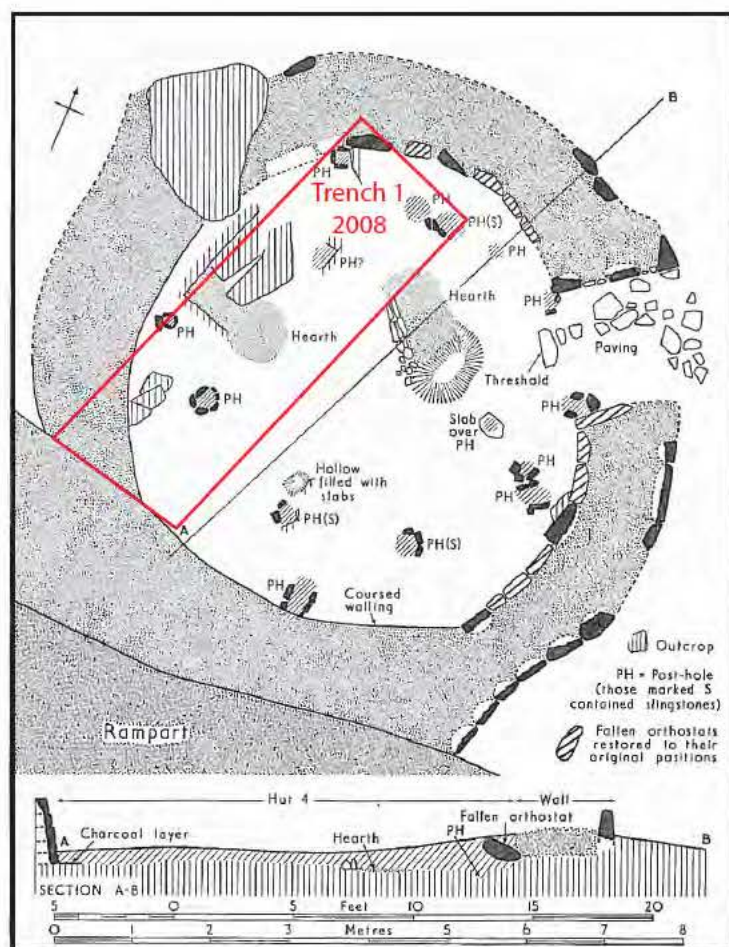 B
PH
Trench 1
2008
PH
PH(S)
PH?
PH
Hearth
Hearth
PH
Paving
PH
Threshold
PH
Slab
over
PH
PH
PH
PH
Hollow
filled with
slabs
A
PH(S)
PH(S)
PH
Coursed
walling
Outcrop
PH = Post-hole
(those marked S
contained slingstones)
Rampart
Fallen orthostats
restored to their
original positions
Hut 4
Wall
Fallen orthostat
A
Charcoal layer
Hearth
PH
B
SECTION A-B
5 0 5 Feet 10 15 20
0 1 2 3 Metres 4 5 6 7 8